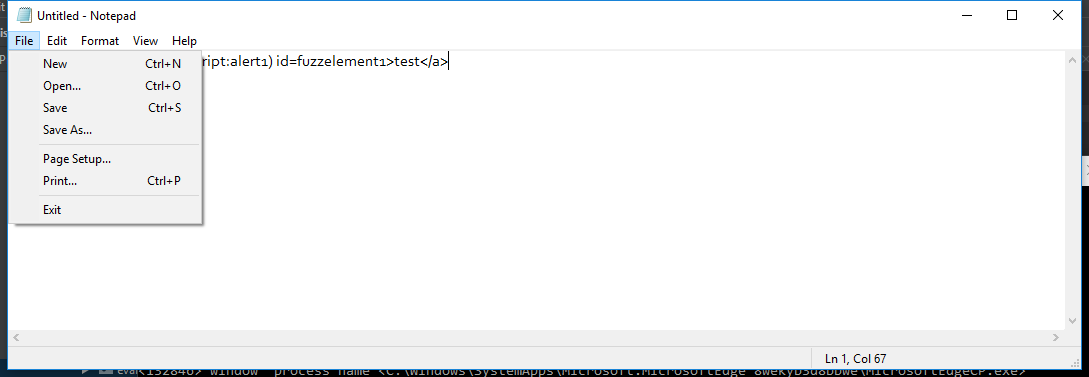 Untitled - Notepad
File Edit Format View Help
ript:alert1) id=fuzzelement1>test</a>
New Ctrl+N
Open... Ctrl+O
Save Ctrl+S
Save As...
Page Setup...
Print... Ctrl+P
Exit
Ln 1, Col 67
eval<132846> window process name <C:\Windows\SystemApps\Microsoft.MicrosoftEdge_8wekyb3d8bbwe\MicrosoftEdgeCP.exe>